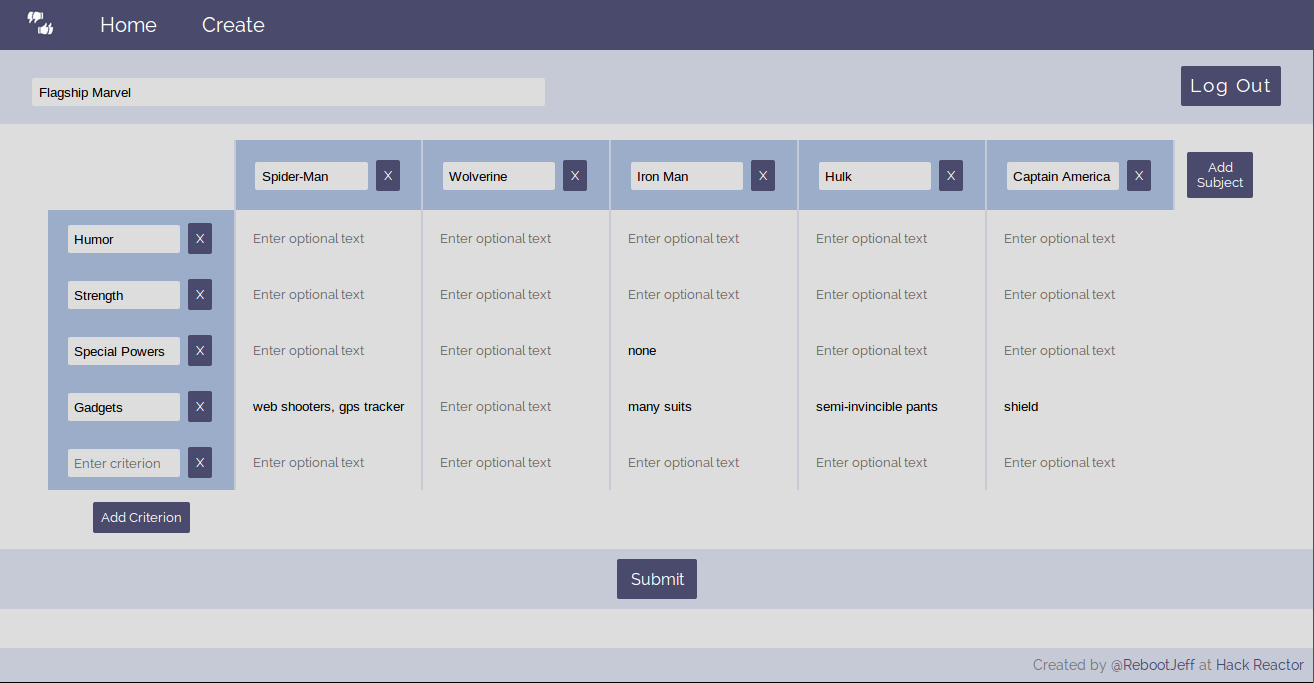 Home Create
Flagship Marvel
Log Out
Spider-Man X Wolverine X Iron Man X Hulk X Captain America X Add Subject
Humor X Enter optional text Enter optional text Enter optional text Enter optional text Enter optional text
Strength X Enter optional text Enter optional text Enter optional text Enter optional text Enter optional text
Special Powers X Enter optional text Enter optional text none Enter optional text Enter optional text
Gadgets X web shooters, gps tracker Enter optional text many suits semi-invincible pants shield
Enter criterion X Enter optional text Enter optional text Enter optional text Enter optional text Enter optional text
Add Criterion
Submit
Created by @RebootJeff at Hack Reactor